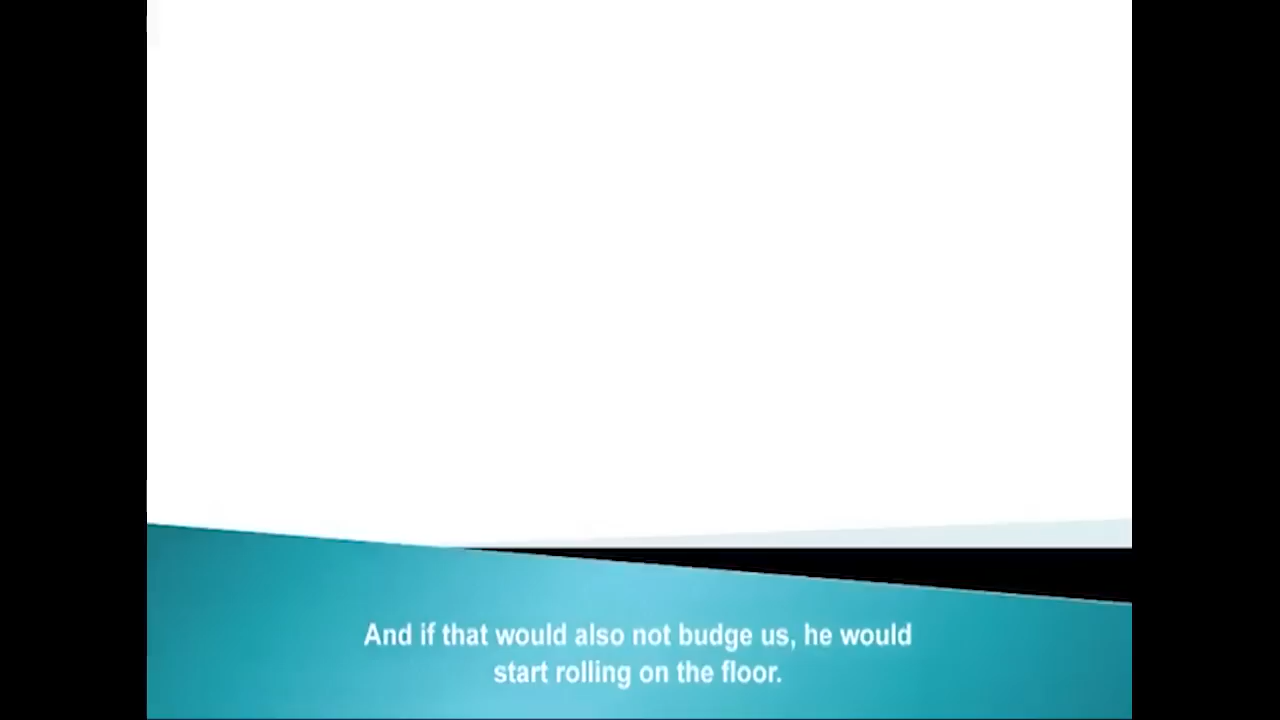 And if that would also not budge us, he would
start rolling on the floor.